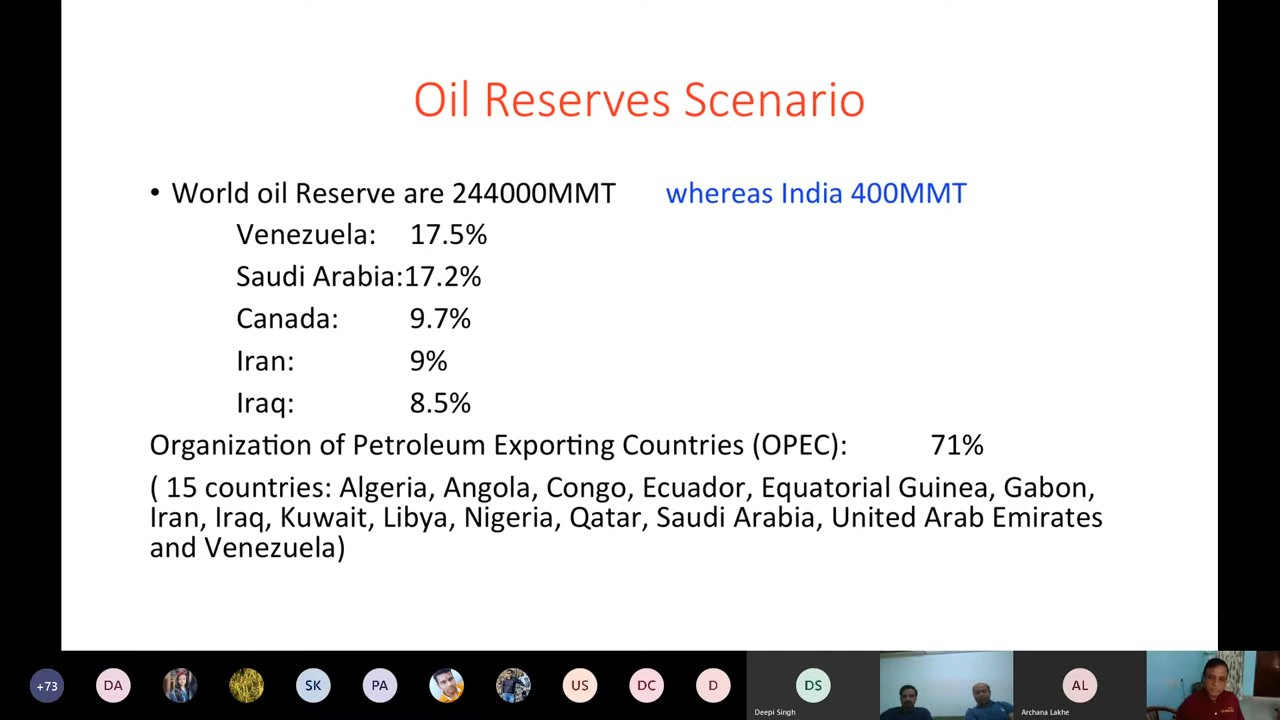 Oil Reserves Scenario
• World oil Reserve are 244000MMT whereas India 400MMT
Venezuela: 17.5%
Saudi Arabia:17.2%
Canada: 9.7%
Iran: 9%
Iraq: 8.5%
Organization of Petroleum Exporting Countries (OPEC): 71%
( 15 countries: Algeria, Angola, Congo, Ecuador, Equatorial Guinea, Gabon,
Iran, Iraq, Kuwait, Libya, Nigeria, Qatar, Saudi Arabia, United Arab Emirates
and Venezuela)
+73 DA SK PA US DC D DS AL
Deepi Singh Archana Lakhe